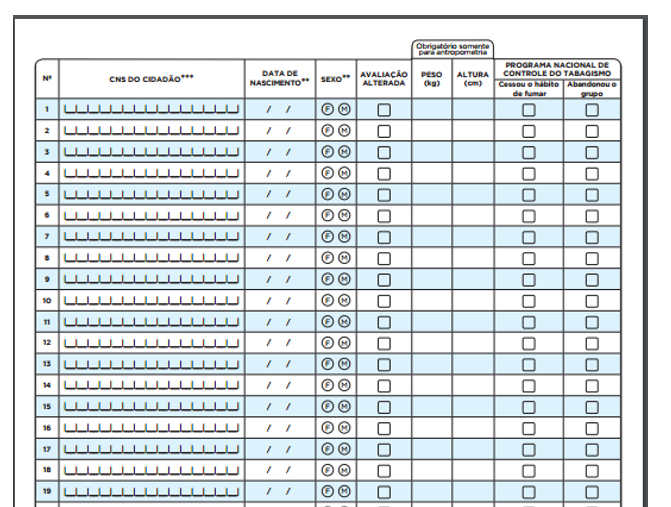 Obrigatório somente
para antropometria
Nº CNS DO CIDADÃO*** DATA DE NASCIMENTO** SEXO** AVALIAÇÃO ALTERADA PESO (kg) ALTURA (cm) PROGRAMA NACIONAL DE CONTROLE DO TABAGISMO
Cessou o hábito de fumar Abandonou o grupo
1 / / F M
2 / / F M
3 / / F M
4 / / F M
5 / / F M
6 / / F M
7 / / F M
8 / / F M
9 / / F M
10 / / F M
11 / / F M
12 / / F M
13 / / F M
14 / / F M
15 / / F M
16 / / F M
17 / / F M
18 / / F M
19 / / F M